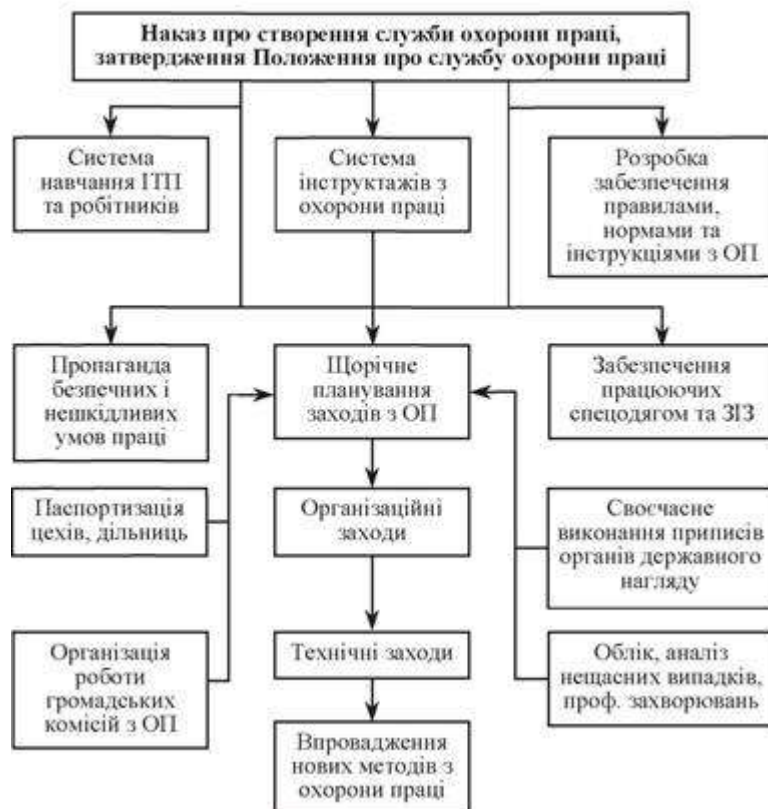 Наказ про створення служби охорони праці,
затвердження Положення про службу охорони праці
Система
навчання ІТП
та робітників
Система
інструктажів з
охорони праці
Розробка
забезпечення
правилами,
нормами та
інструкціями з ОП
Пропаганда
безпечних і
нешкідливих
умов праці
Щорічне
планування
заходів з ОП
Забезпечення
працюючих
спецодягом та ЗІЗ
Паспортизація
цехів, дільниць
Організаційні
заходи
Своєчасне
виконання приписів
органів державного
нагляду
Організація
роботи
громадських
комісій з ОП
Технічні заходи
Облік, аналіз
нещасних випадків,
проф. захворювань
Впровадження
нових методів з
охорони праці